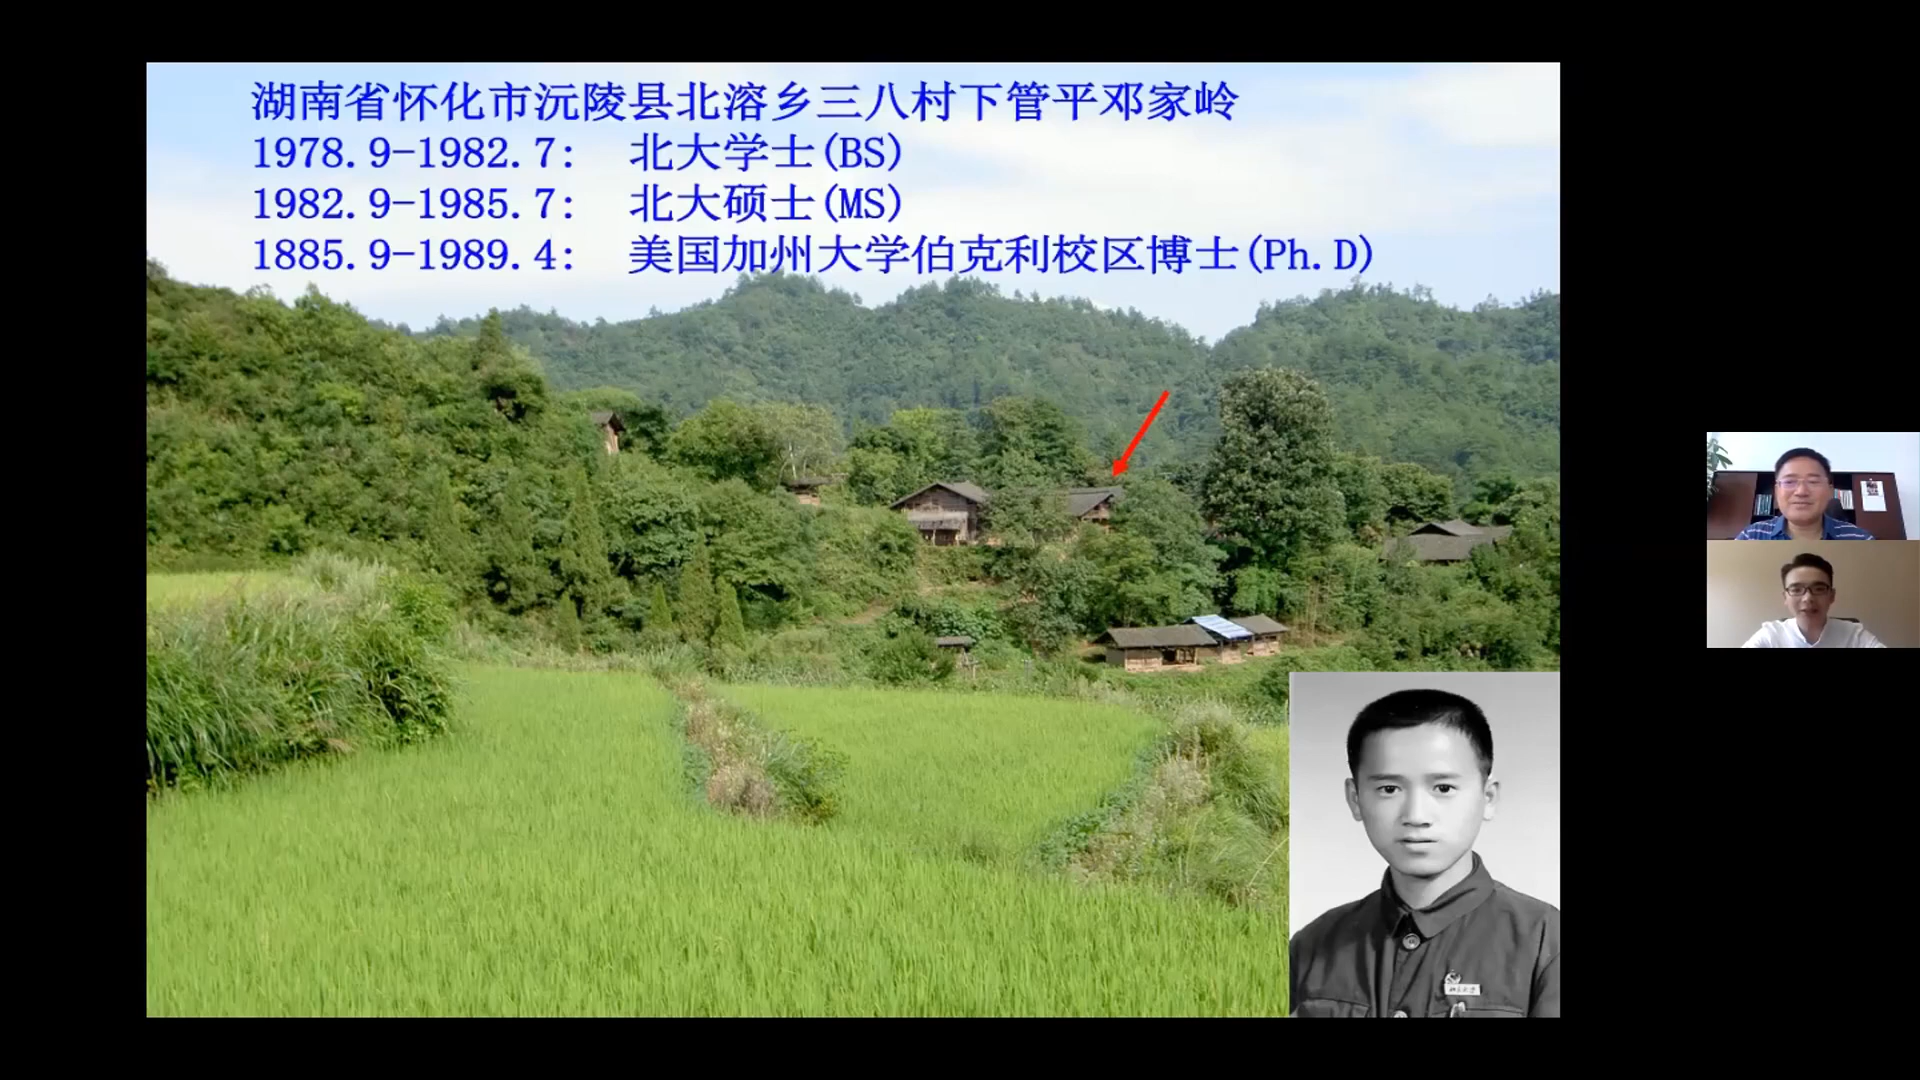 湖南省怀化市沅陵县北溶乡三八村下管平邓家岭
1978.9-1982.7: 北大学士(BS)
1982.9-1985.7: 北大硕士(MS)
1885.9-1989.4: 美国加州大学伯克利校区博士(Ph.D)